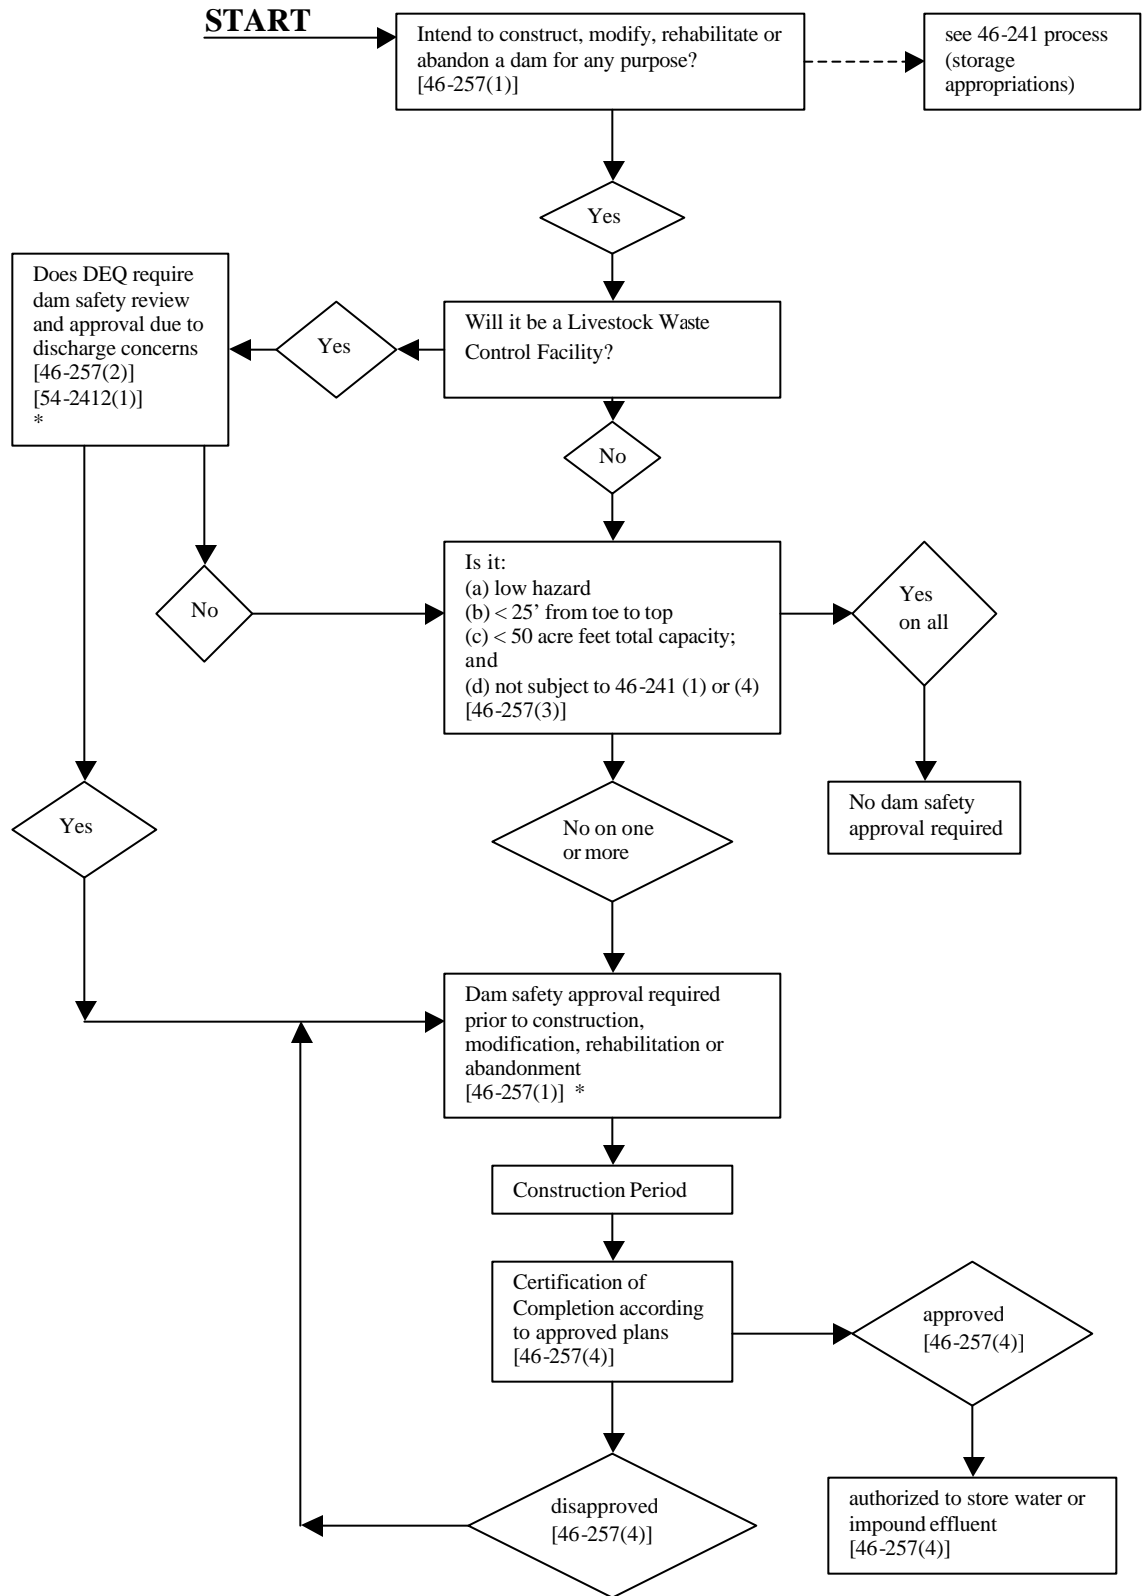 START
Intend to construct, modify, rehabilitate or
abandon a dam for any purpose?
[46-257(1)]
see 46-241 process
(storage
appropriations)
Yes
Does DEQ require
dam safety review
and approval due to
discharge concerns
[46-257(2)]
[54-2412(1)]
*
Yes
Will it be a Livestock Waste
Control Facility?
No
No
Is it:
(a) low hazard
(b) < 25’ from toe to top
(c) < 50 acre feet total capacity;
and
(d) not subject to 46-241 (1) or (4)
[46-257(3)]
Yes
on all
No dam safety
approval required
Yes
No on one
or more
Dam safety approval required
prior to construction,
modification, rehabilitation or
abandonment
[46-257(1)] *
Construction Period
Certification of
Completion according
to approved plans
[46-257(4)]
approved
[46-257(4)]
disapproved
[46-257(4)]
authorized to store water or
impound effluent
[46-257(4)]